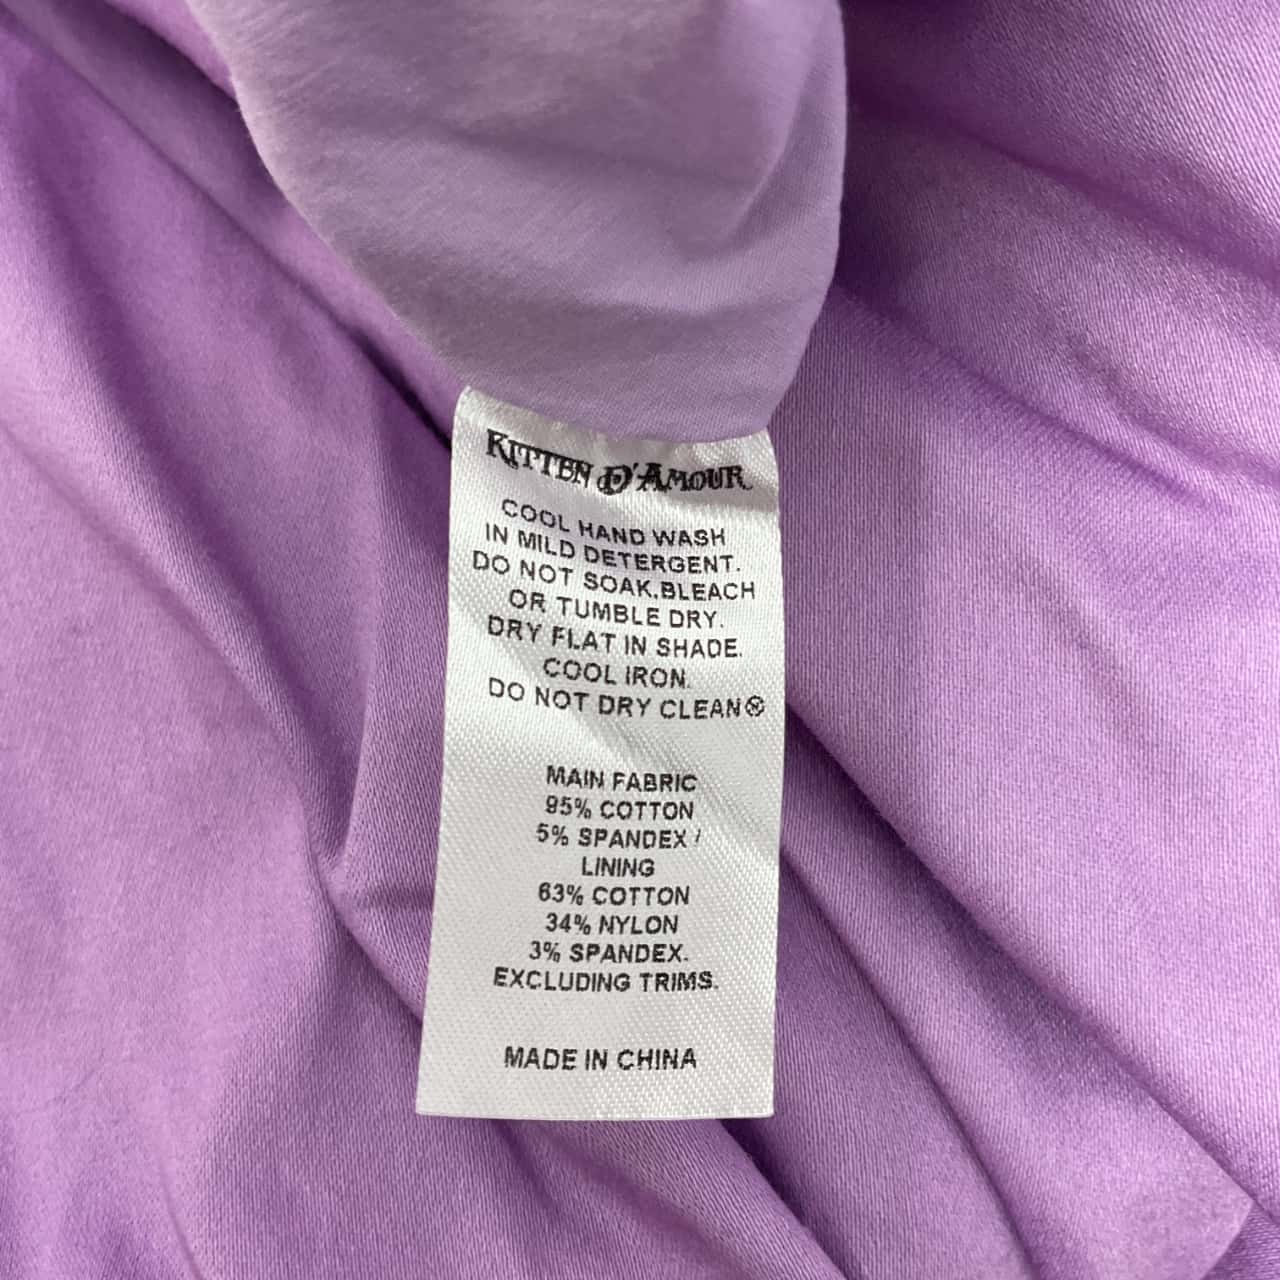 KITTEN D'AMOUR
COOL HAND WASH
IN MILD DETERGENT.
DO NOT SOAK,BLEACH
OR TUMBLE DRY.
DRY FLAT IN SHADE.
COOL IRON.
DO NOT DRY CLEAN
MAIN FABRIC
95% COTTON
5% SPANDEX /
LINING
63% COTTON
34% NYLON
3% SPANDEX.
EXCLUDING TRIMS.
MADE IN CHINA